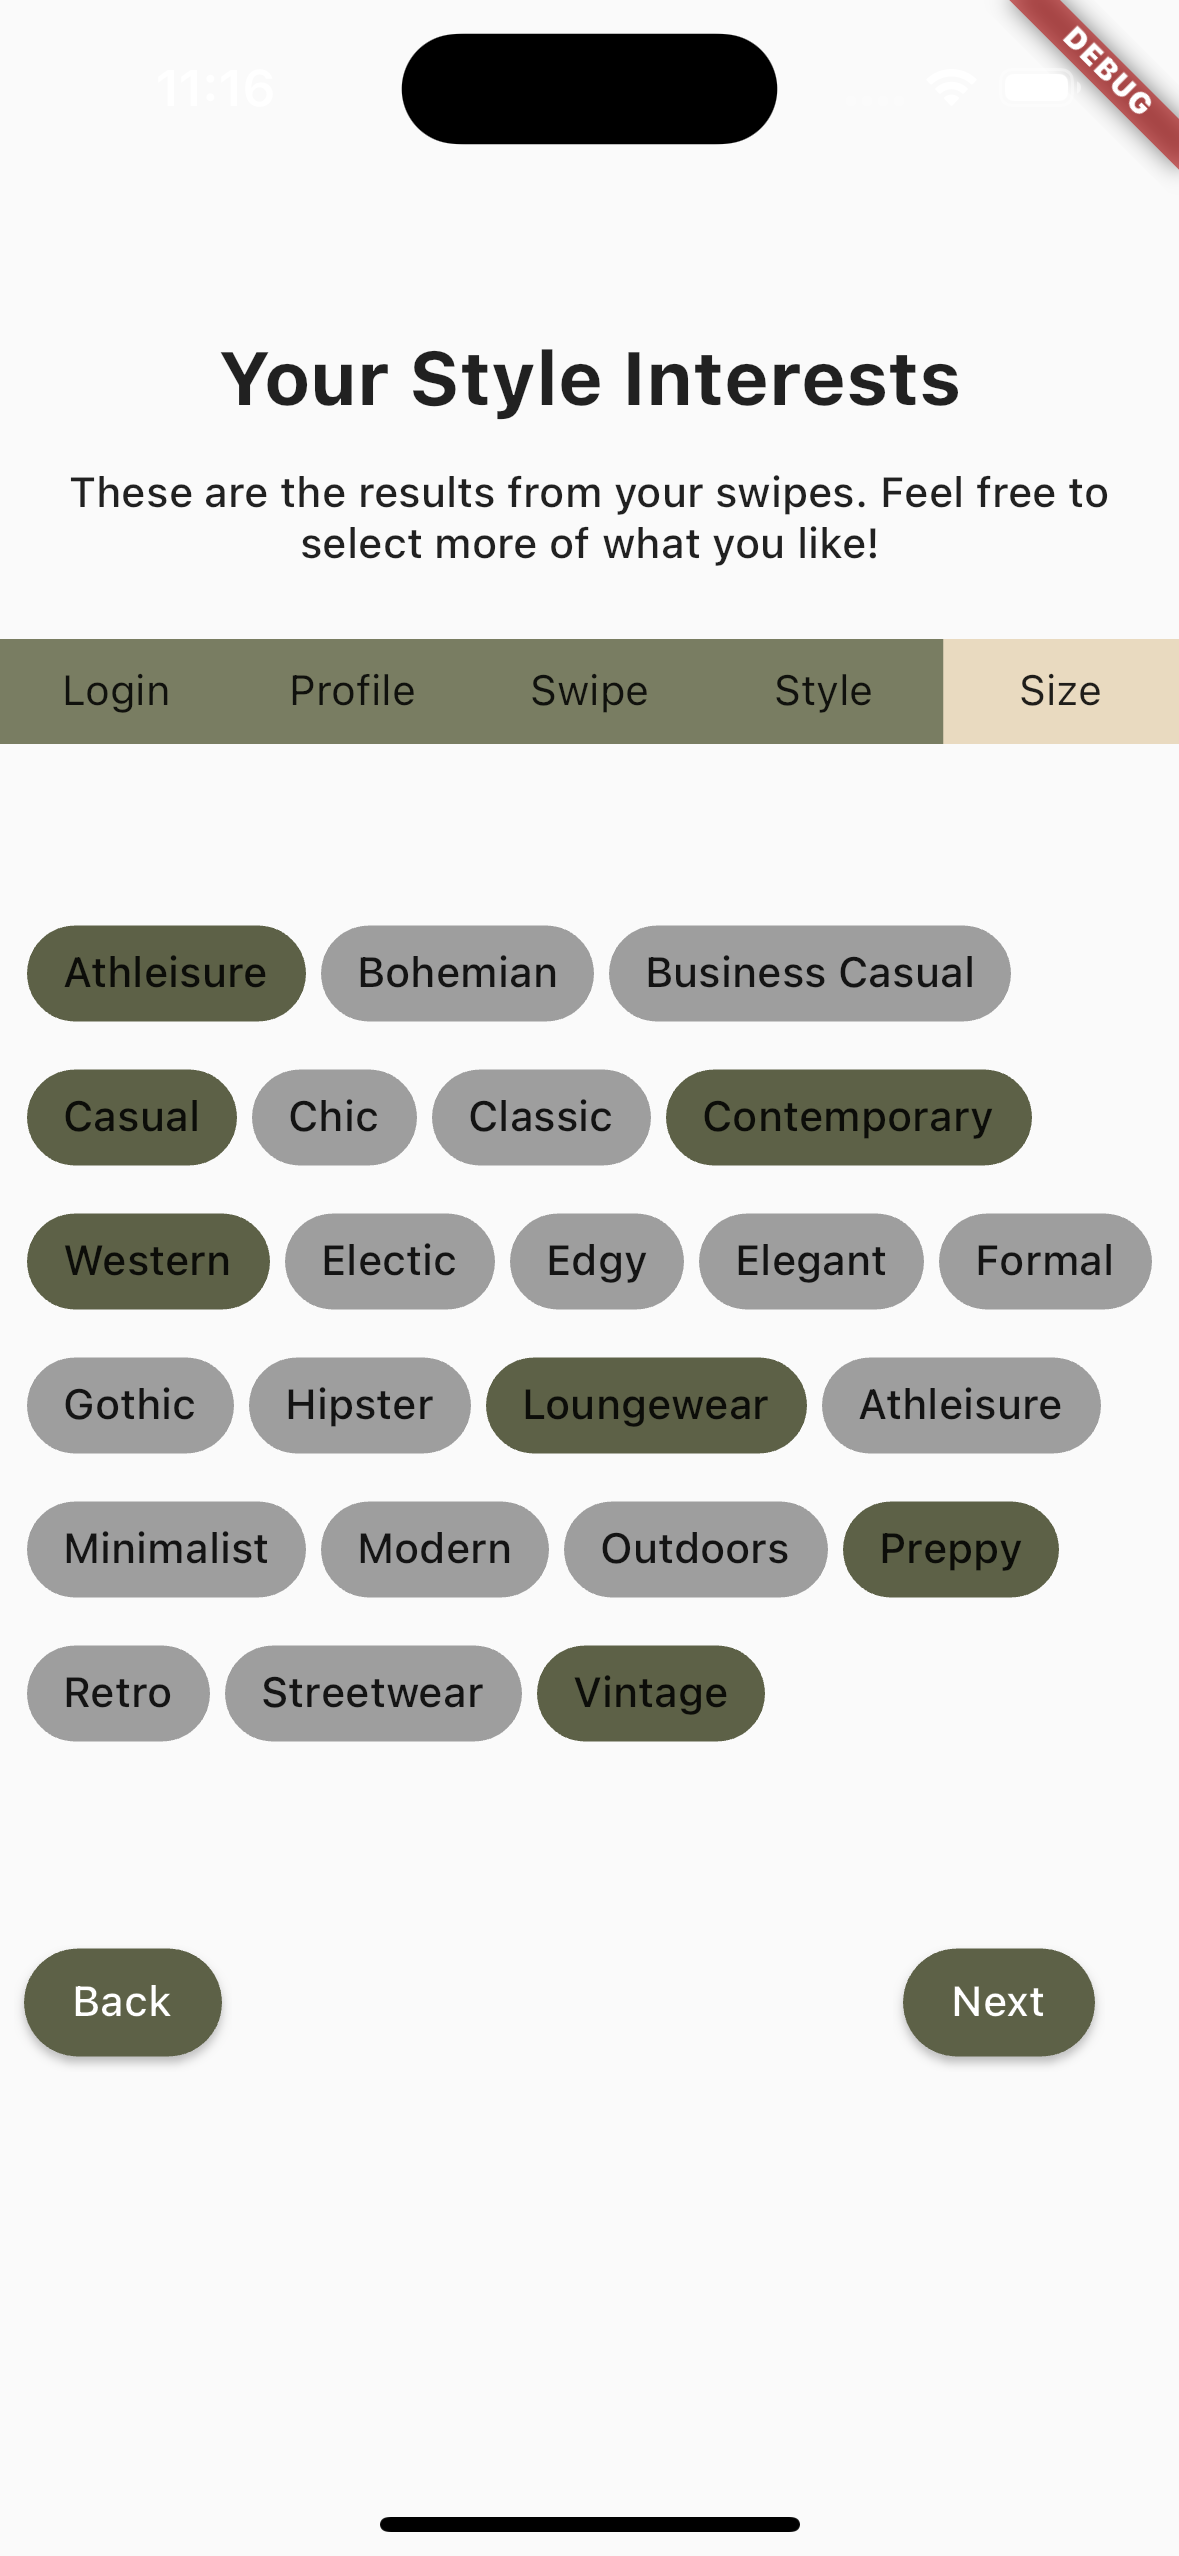 11:16
DEBUG
Your Style Interests
These are the results from your swipes. Feel free to
select more of what you like!
Login Profile Swipe Style Size
Athleisure Bohemian Business Casual
Casual Chic Classic Contemporary
Western Electic Edgy Elegant Formal
Gothic Hipster Loungewear Athleisure
Minimalist Modern Outdoors Preppy
Retro Streetwear Vintage
Back Next